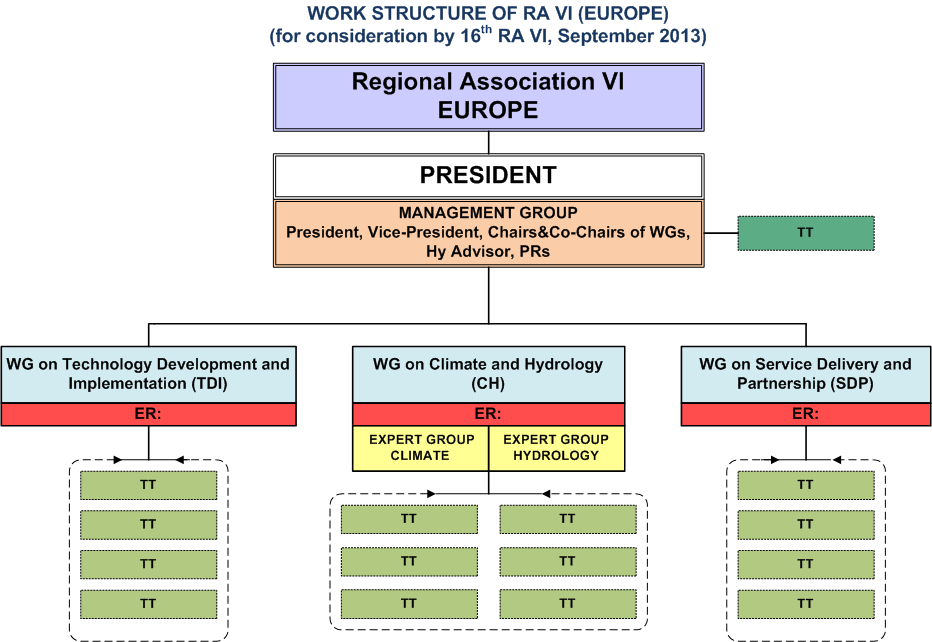 WORK STRUCTURE OF RA VI (EUROPE)
(for consideration by 16th RA VI, September 2013)
Regional Association VI
EUROPE
PRESIDENT
MANAGEMENT GROUP
President, Vice-President, Chairs&Co-Chairs of WGs,
Hy Advisor, PRs
TT
WG on Technology Development and
Implementation (TDI)
ER:
TT
TT
TT
TT
WG on Climate and Hydrology
(CH)
ER:
EXPERT GROUP
CLIMATE
EXPERT GROUP
HYDROLOGY
TT
TT
TT
TT
TT
TT
WG on Service Delivery and
Partnership (SDP)
ER:
TT
TT
TT
TT